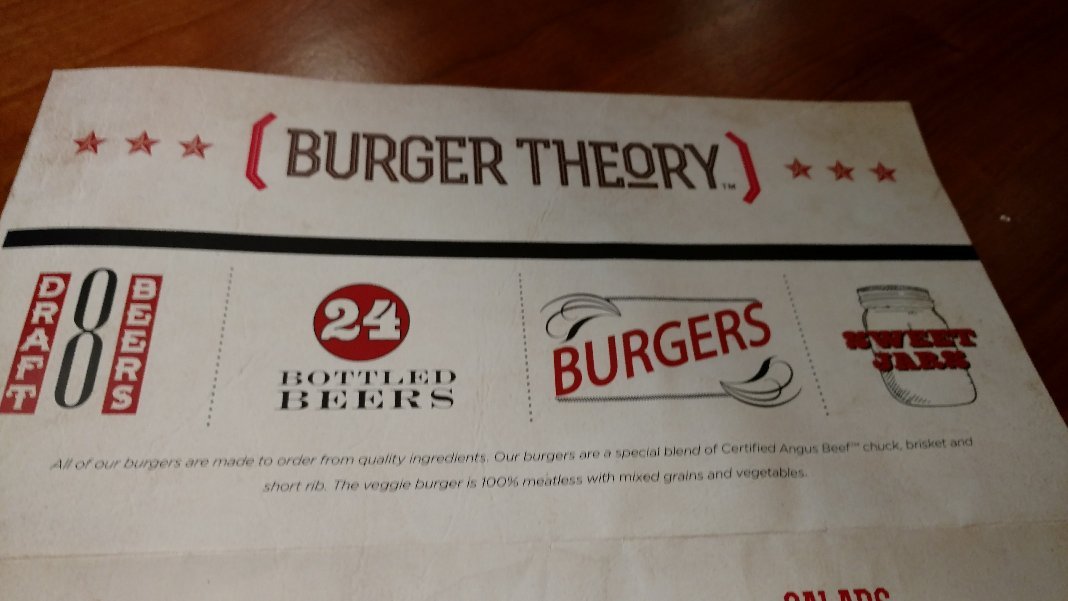 (BURGER THEORY)™
DRAFT 8 BEERS
24
BOTTLED
BEERS
BURGERS
SWEET
JARS
All of our burgers are made to order from quality ingredients. Our burgers are a special blend of Certified Angus Beef™ chuck, brisket and
short rib. The veggie burger is 100% meatless with mixed grains and vegetables.
SALADS